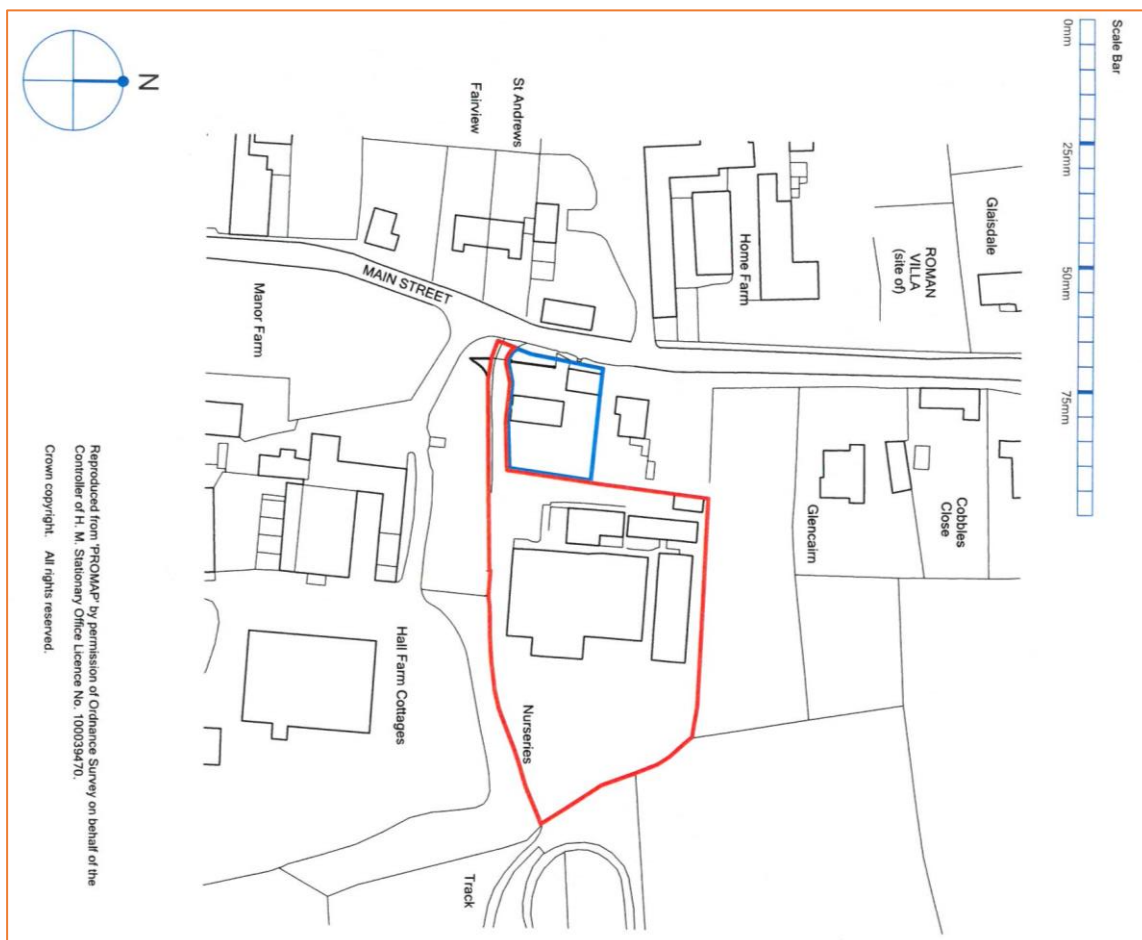 Scale Bar
0mm
25mm
50mm
75mm
N
St Andrews
Fairview
MAIN STREET
Manor Farm
Home Farm
ROMAN
VILLA
(site of)
Glaisdale
Cobbles
Close
Glencairn
Hall Farm Cottages
Nurseries
Track
Reproduced from 'PROMAP' by permission of Ordnance Survey on behalf of the
Controller of H. M. Stationary Office Licence No. 100039470.
Crown copyright. All rights reserved.